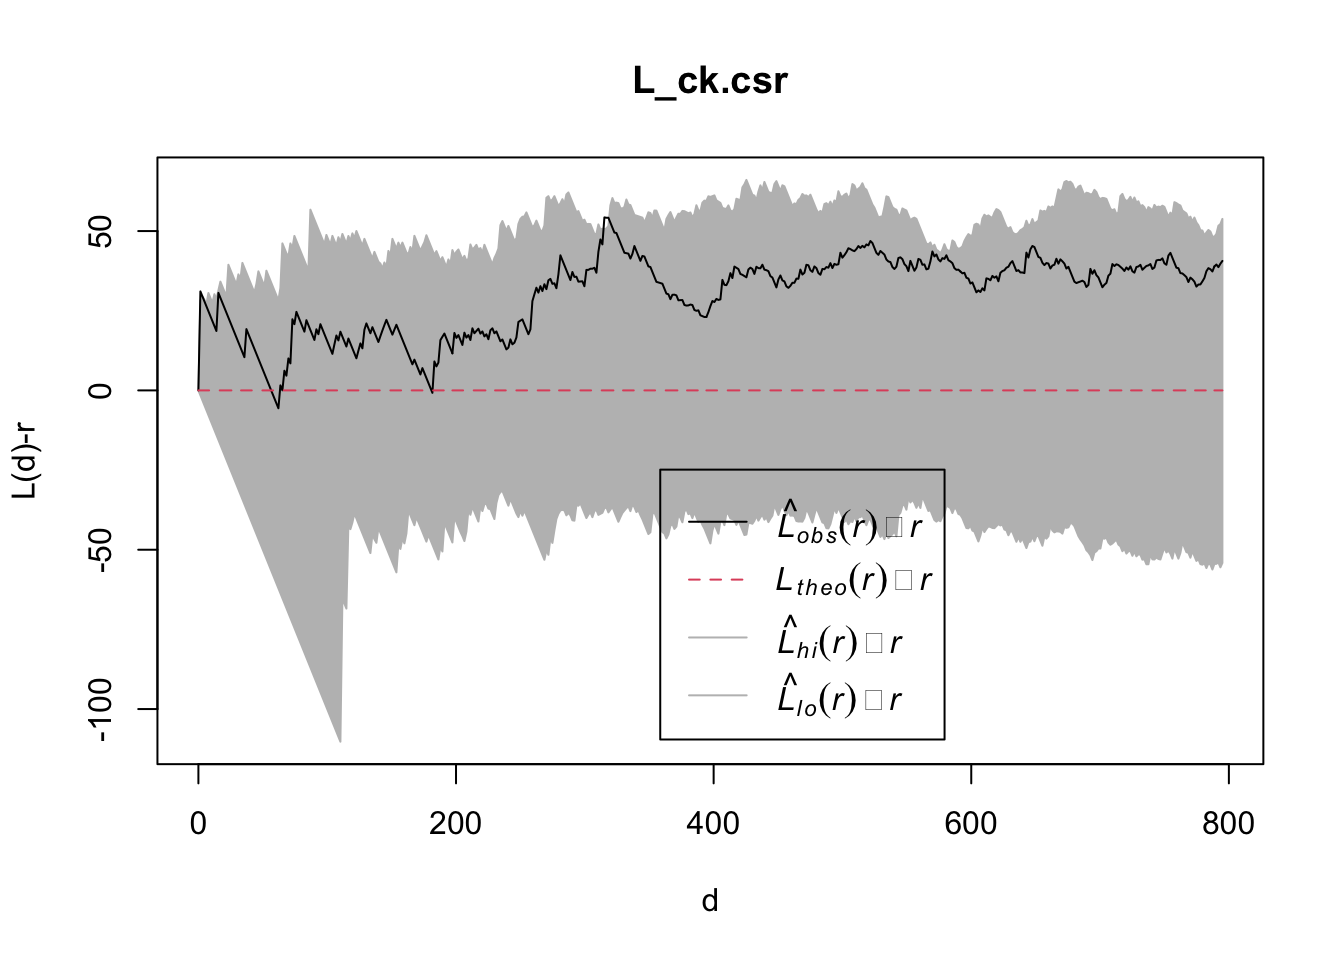 L_ck.csr
L(d)-r
50
0
-50
-100
L̂obs(r) □ r
Ltheo(r) □ r
L̂hi(r) □ r
L̂lo(r) □ r
0 200 400 600 800
d